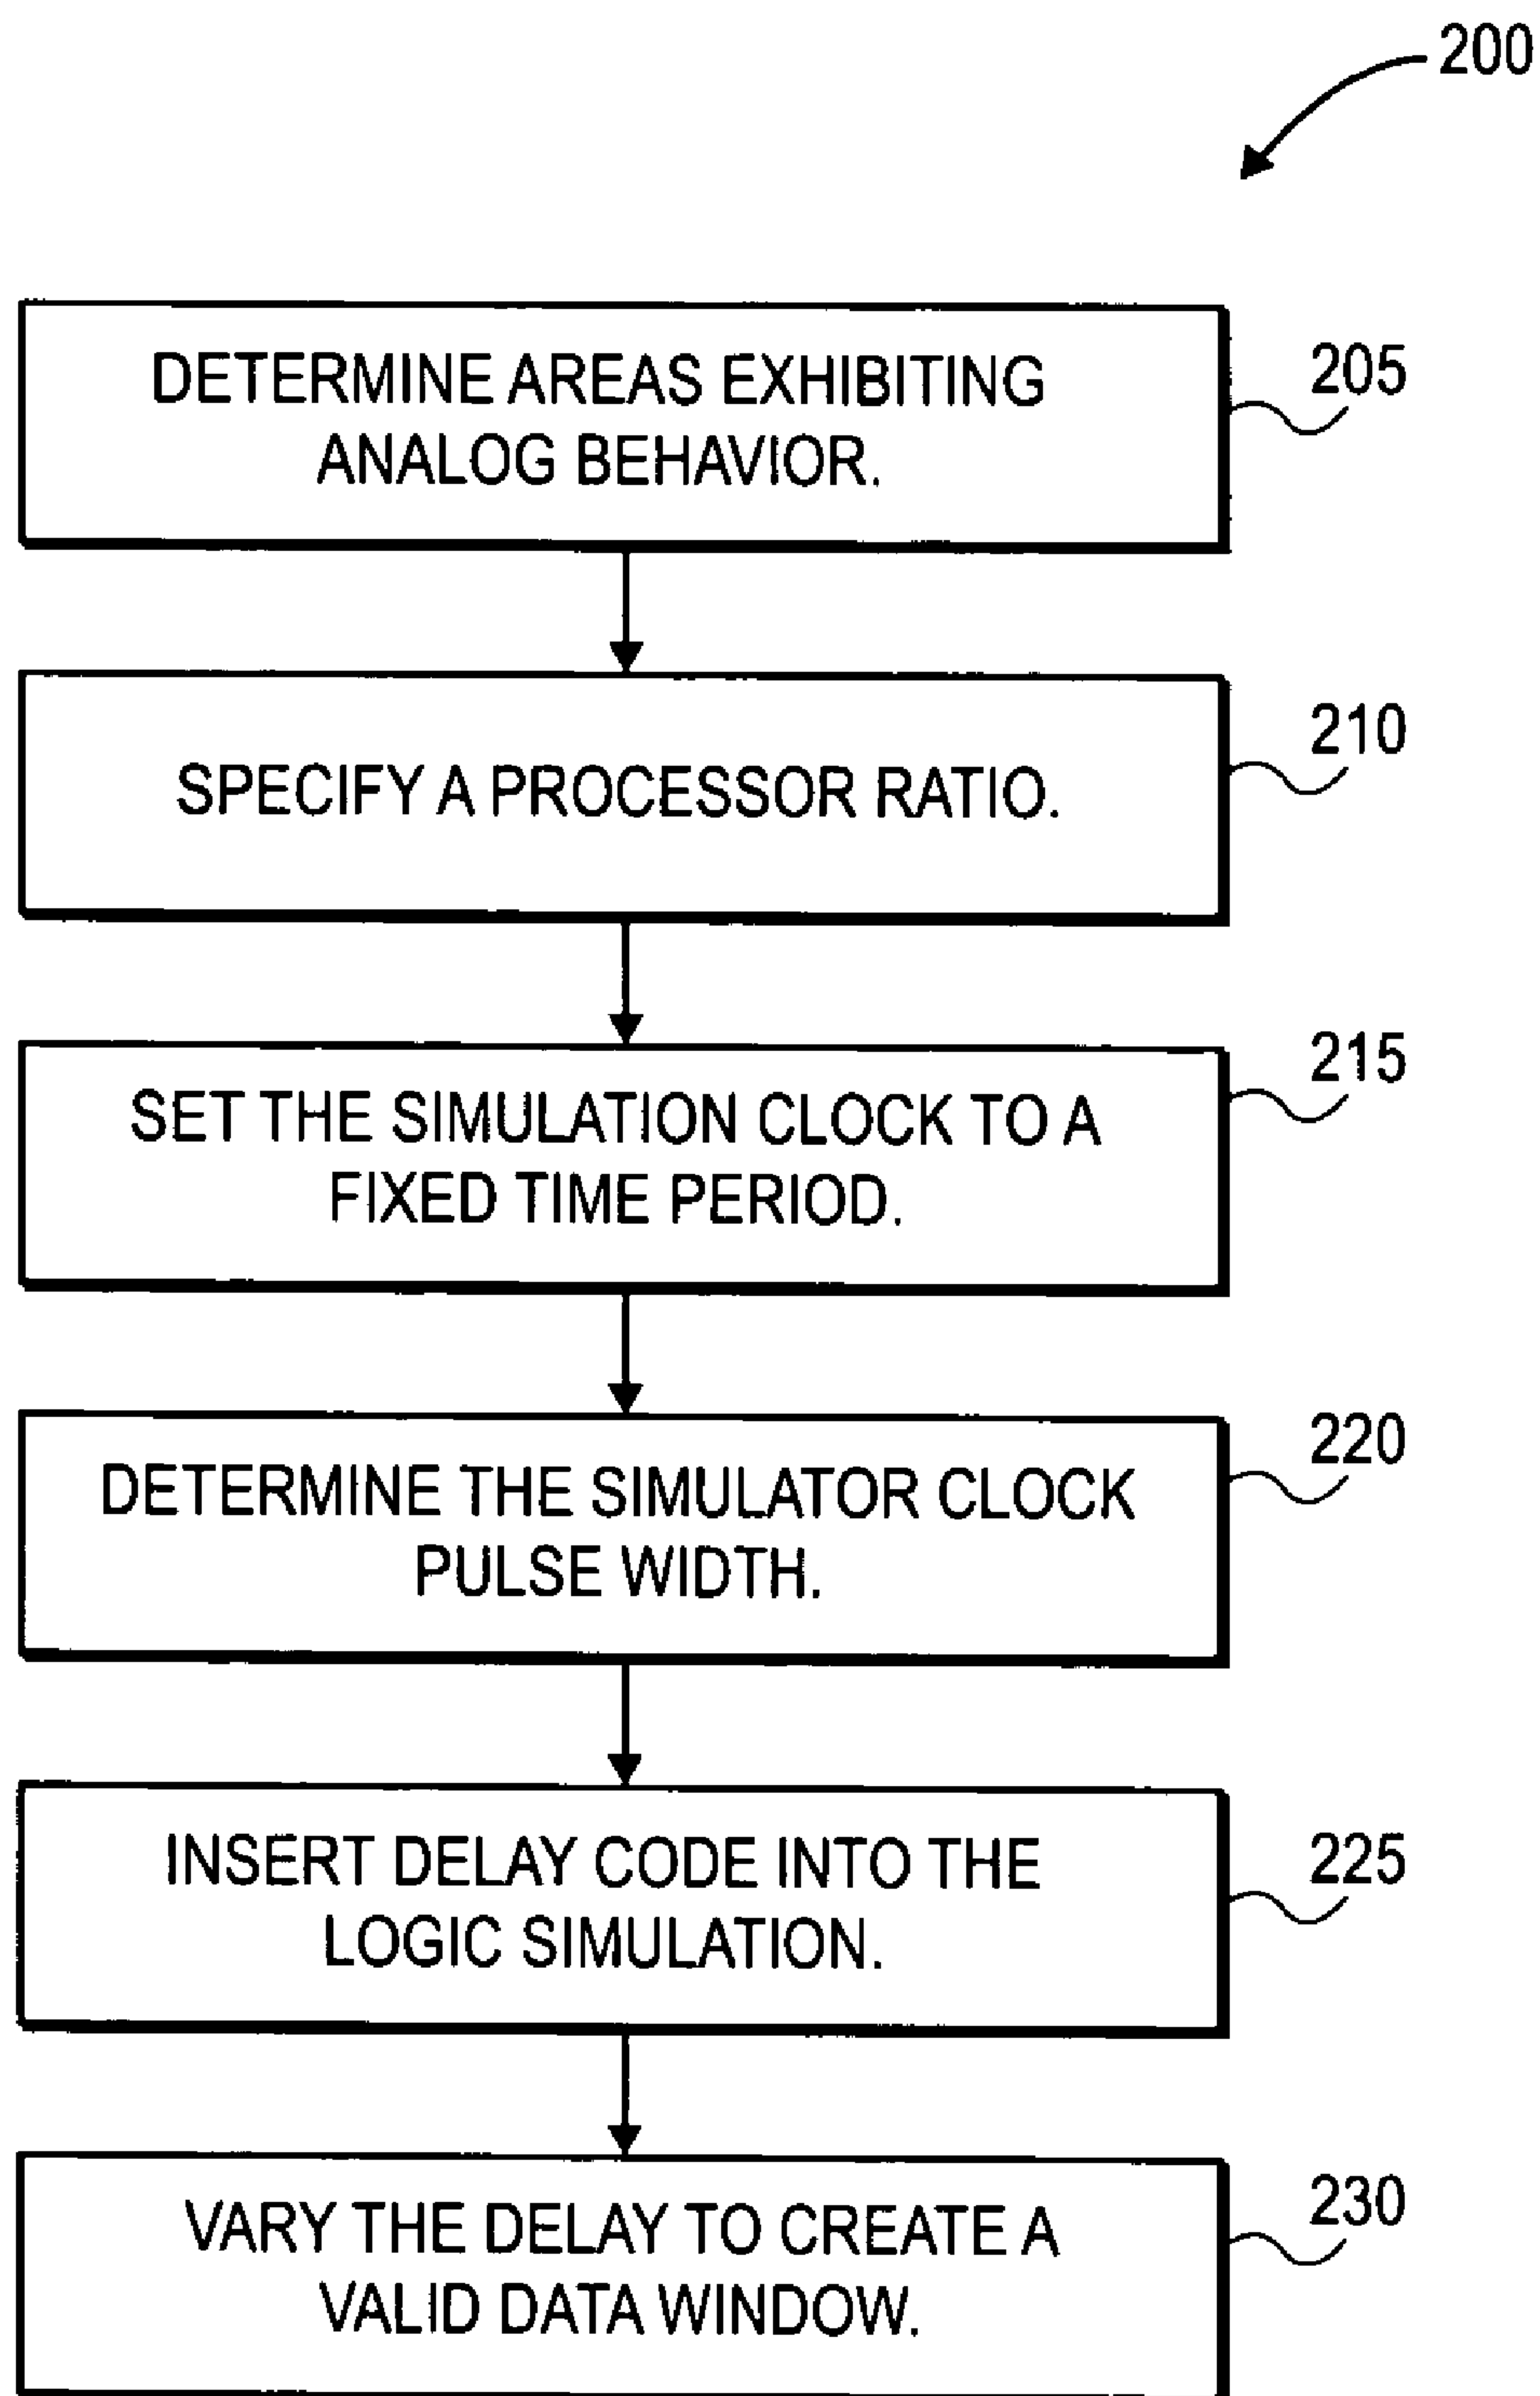 200
DETERMINE AREAS EXHIBITING
ANALOG BEHAVIOR.
205
SPECIFY A PROCESSOR RATIO.
210
SET THE SIMULATION CLOCK TO A
FIXED TIME PERIOD.
215
DETERMINE THE SIMULATOR CLOCK
PULSE WIDTH.
220
INSERT DELAY CODE INTO THE
LOGIC SIMULATION.
225
VARY THE DELAY TO CREATE A
VALID DATA WINDOW.
230